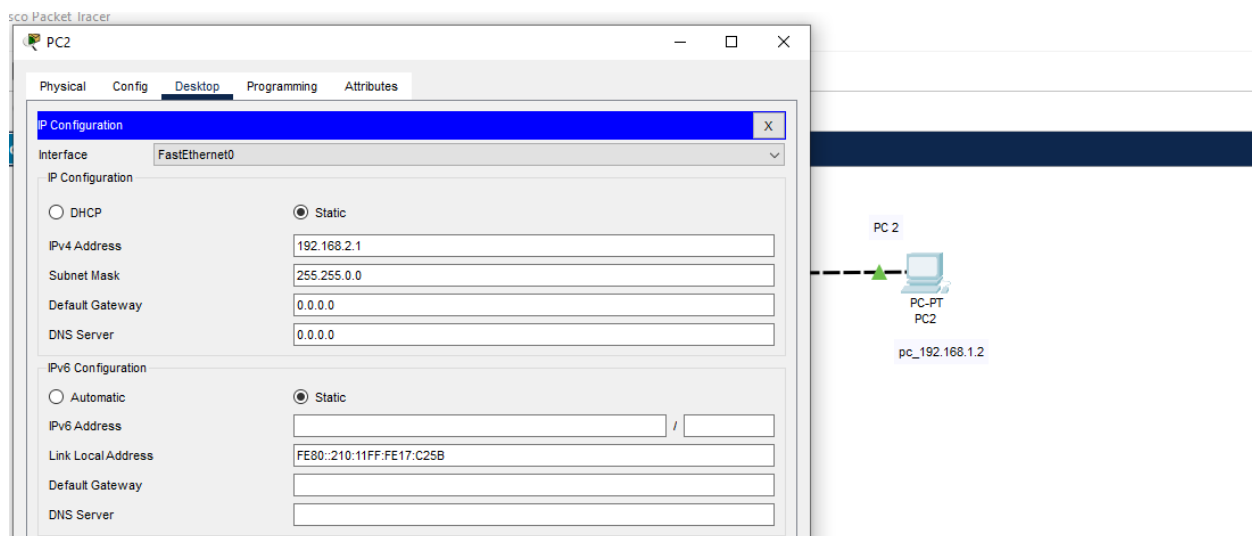 sco Packet Tracer
PC2
Physical Config Desktop Programming Attributes
IP Configuration X
Interface FastEthernet0
IP Configuration
DHCP Static
IPv4 Address 192.168.2.1
Subnet Mask 255.255.0.0
Default Gateway 0.0.0.0
DNS Server 0.0.0.0
IPv6 Configuration
Automatic Static
IPv6 Address /
Link Local Address FE80::210:11FF:FE17:C25B
Default Gateway
DNS Server
PC 2
PC-PT
PC2
pc_192.168.1.2